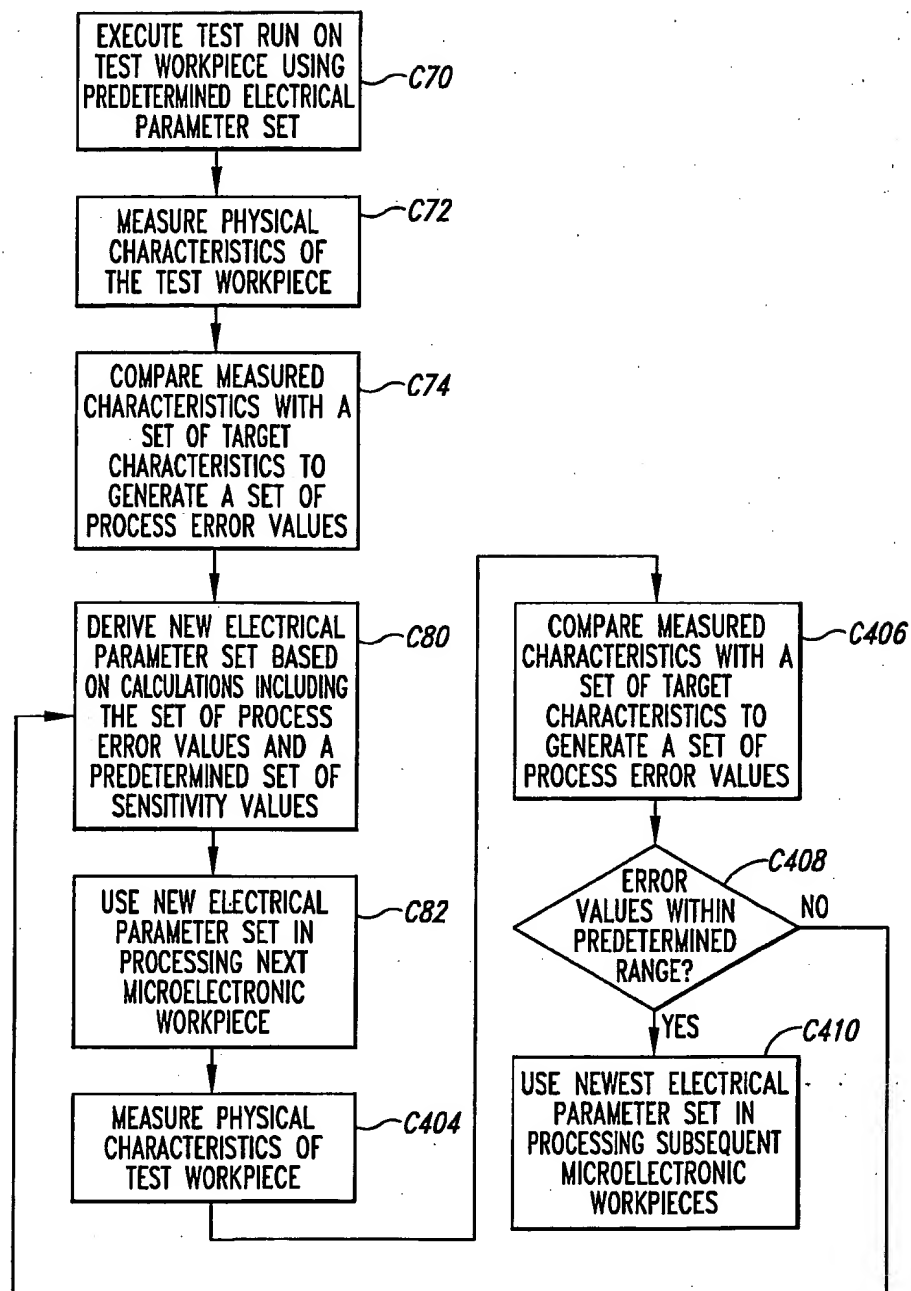 EXECUTE TEST RUN ON
TEST WORKPIECE USING
PREDETERMINED ELECTRICAL
PARAMETER SET
C70
MEASURE PHYSICAL
CHARACTERISTICS OF
THE TEST WORKPIECE
C72
COMPARE MEASURED
CHARACTERISTICS WITH A
SET OF TARGET
CHARACTERISTICS TO
GENERATE A SET OF
PROCESS ERROR VALUES
C74
DERIVE NEW ELECTRICAL
PARAMETER SET BASED
ON CALCULATIONS INCLUDING
THE SET OF PROCESS
ERROR VALUES AND A
PREDETERMINED SET OF
SENSITIVITY VALUES
C80
USE NEW ELECTRICAL
PARAMETER SET IN
PROCESSING NEXT
MICROELECTRONIC
WORKPIECE
C82
MEASURE PHYSICAL
CHARACTERISTICS OF
TEST WORKPIECE
C404
COMPARE MEASURED
CHARACTERISTICS WITH A
SET OF TARGET
CHARACTERISTICS TO
GENERATE A SET OF
PROCESS ERROR VALUES
C406
ERROR
VALUES WITHIN
PREDETERMINED
RANGE?
C408
NO
YES
USE NEWEST ELECTRICAL
PARAMETER SET IN
PROCESSING SUBSEQUENT
MICROELECTRONIC
WORKPIECES
C410